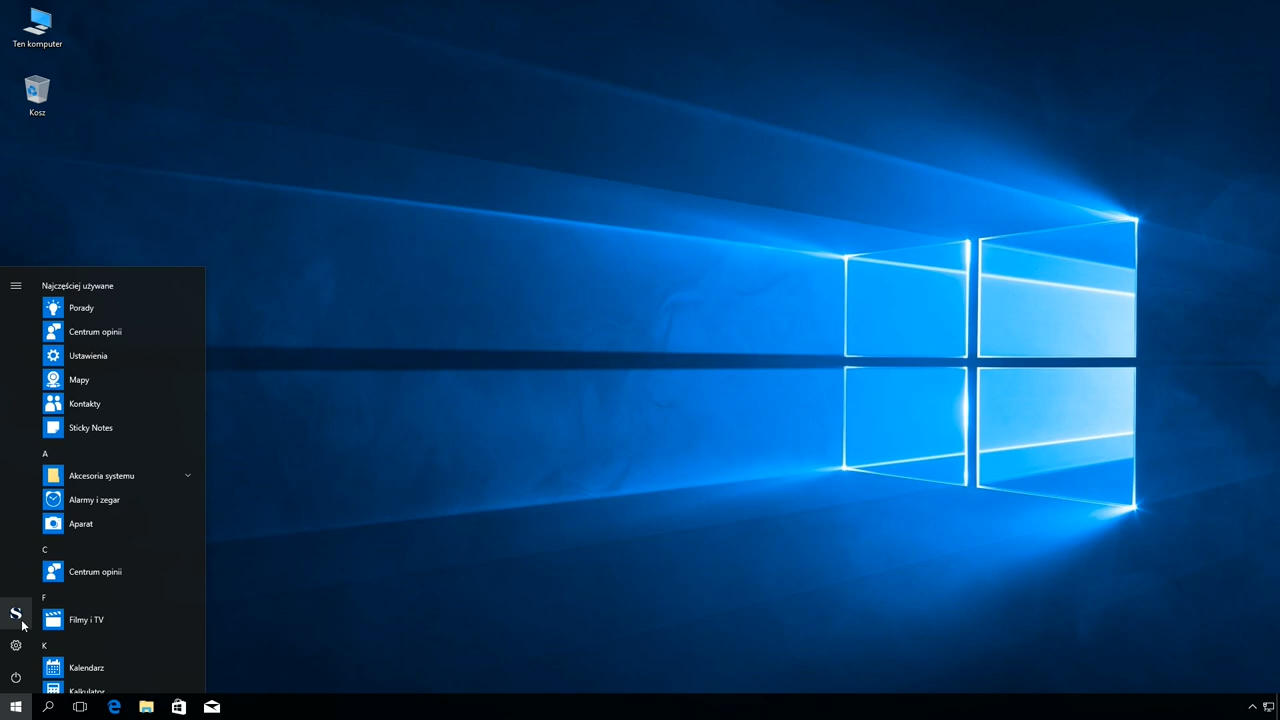 Ten komputer
Kosz
Najczęściej używane
Porady
Centrum opinii
Ustawienia
Mapy
Kontakty
Sticky Notes
A
Akcesoria systemu
Alarmy i zegar
Aparat
C
Centrum opinii
F
Filmy i TV
K
Kalendarz
Kalkulator
S